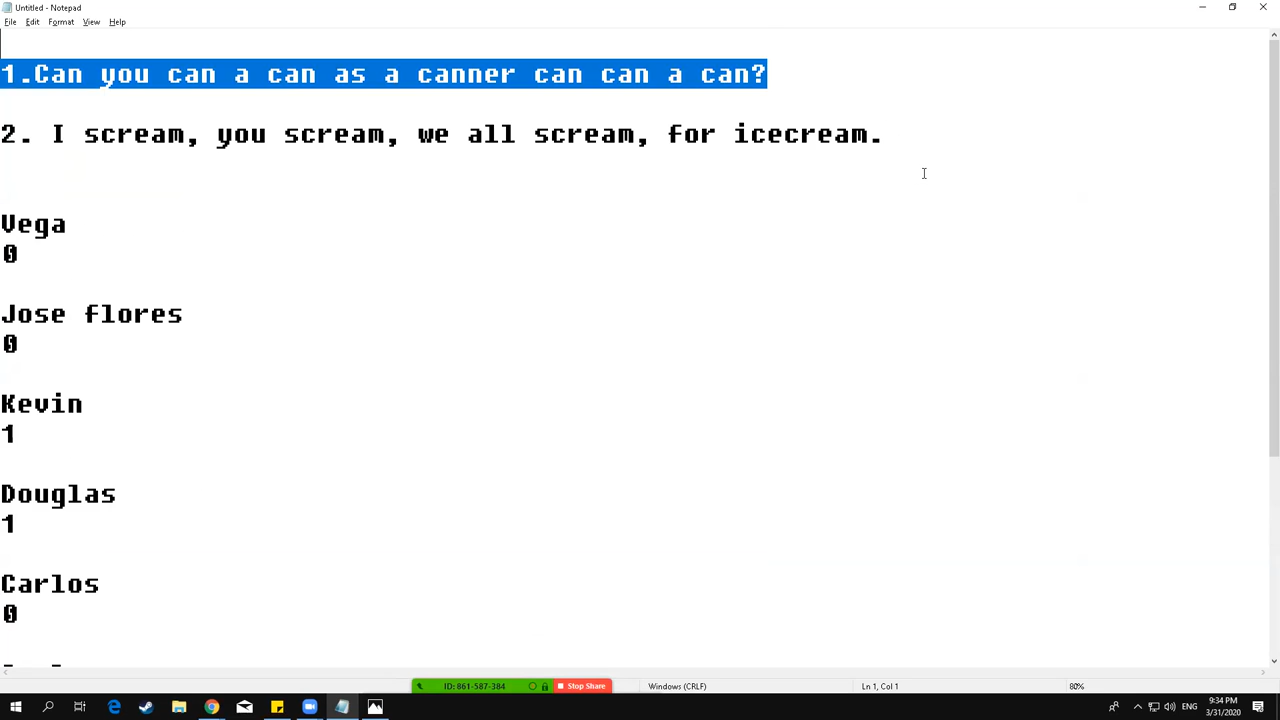 Untitled - Notepad
File Edit Format View Help
1.Can you can a can as a canner can can a can?
2. I scream, you scream, we all scream, for icecream.
Vega
0
Jose flores
0
Kevin
1
Douglas
1
Carlos
0
ID: 861-587-384 Stop Share Windows (CRLF) Ln 1, Col 1 80%
ENG 9:34 PM
3/31/2020